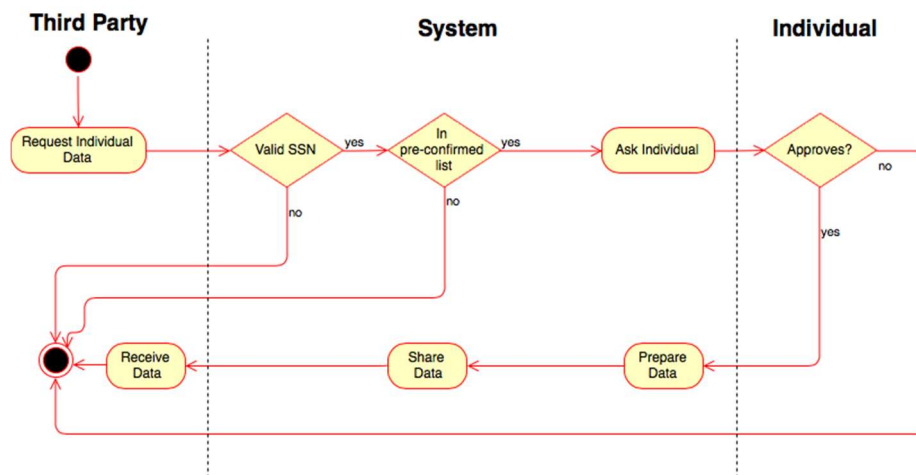 Third Party
System
Individual
Request Individual
Data
Valid SSN
yes
In
pre-confirmed
list
yes
Ask Individual
Approves?
no
no
no
yes
Receive
Data
Share
Data
Prepare
Data